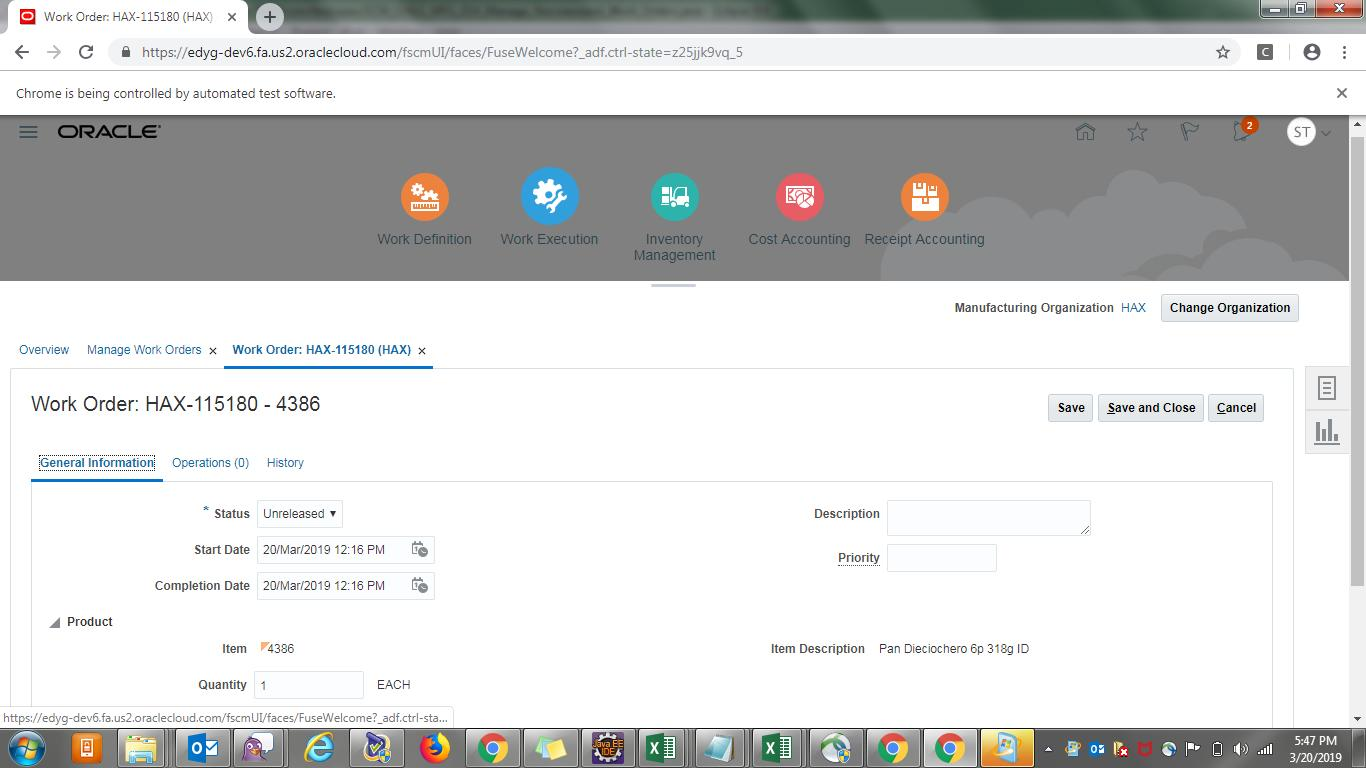 Work Order: HAX-115180 (HAX)
https://edyg-dev6.fa.us2.oraclecloud.com/fscmUI/faces/FuseWelcome?_adf.ctrl-state=z25jjk9vq_5
C
Chrome is being controlled by automated test software.
ORACLE
2
ST
Work Definition
Work Execution
Inventory Management
Cost Accounting
Receipt Accounting
Manufacturing Organization HAX
Change Organization
Overview
Manage Work Orders
Work Order: HAX-115180 (HAX)
Work Order: HAX-115180 - 4386
Save
Save and Close
Cancel
General Information
Operations (0)
History
* Status Unreleased
Description
Start Date 20/Mar/2019 12:16 PM
Priority
Completion Date 20/Mar/2019 12:16 PM
Product
Item 4386
Item Description Pan Dieciochero 6p 318g ID
Quantity 1 EACH
https://edyg-dev6.fa.us2.oraclecloud.com/fscmUI/faces/FuseWelcome?_adf.ctrl-sta...
Java EE
IDE
5:47 PM
3/20/2019